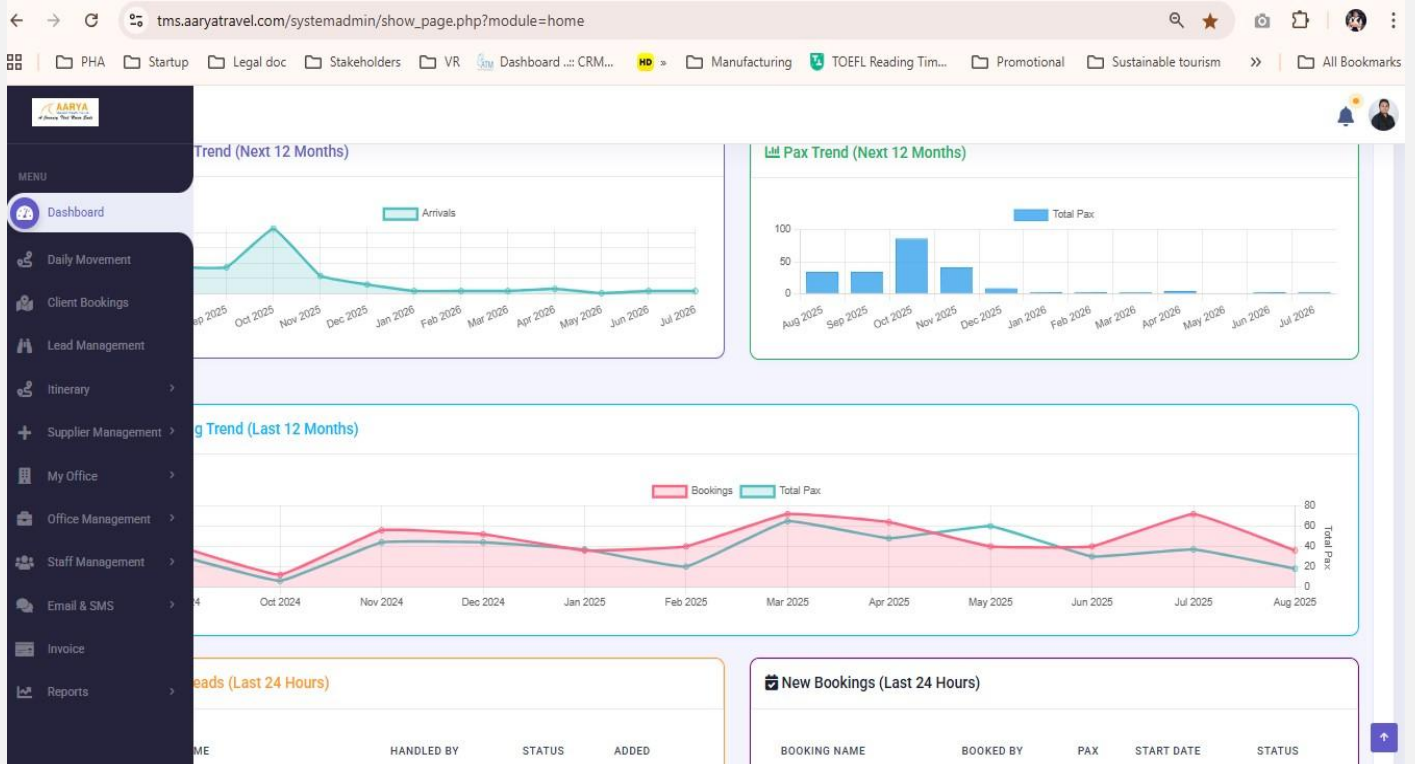 tms.aaryatravel.com/systemadmin/show_page.php?module=home
PHA Startup Legal doc Stakeholders VR Dashboard ..:: CRM... HD » Manufacturing TOEFL Reading Tim... Promotional Sustainable tourism » All Bookmarks
AARYA
MENU
Dashboard
Daily Movement
Client Bookings
Lead Management
Itinerary
Supplier Management
My Office
Office Management
Staff Management
Email & SMS
Invoice
Reports
Trend (Next 12 Months)
Arrivals
ep 2025 Oct 2025 Nov 2025 Dec 2025 Jan 2026 Feb 2026 Mar 2026 Apr 2026 May 2026 Jun 2026 Jul 2026
Pax Trend (Next 12 Months)
Total Pax
100
50
0
Aug 2025 Sep 2025 Oct 2025 Nov 2025 Dec 2025 Jan 2026 Feb 2026 Mar 2026 Apr 2026 May 2026 Jun 2026 Jul 2026
g Trend (Last 12 Months)
Bookings Total Pax
80
60
40
20
0
Total Pax
4 Oct 2024 Nov 2024 Dec 2024 Jan 2025 Feb 2025 Mar 2025 Apr 2025 May 2025 Jun 2025 Jul 2025 Aug 2025
eads (Last 24 Hours)
ME HANDLED BY STATUS ADDED
New Bookings (Last 24 Hours)
BOOKING NAME BOOKED BY PAX START DATE STATUS